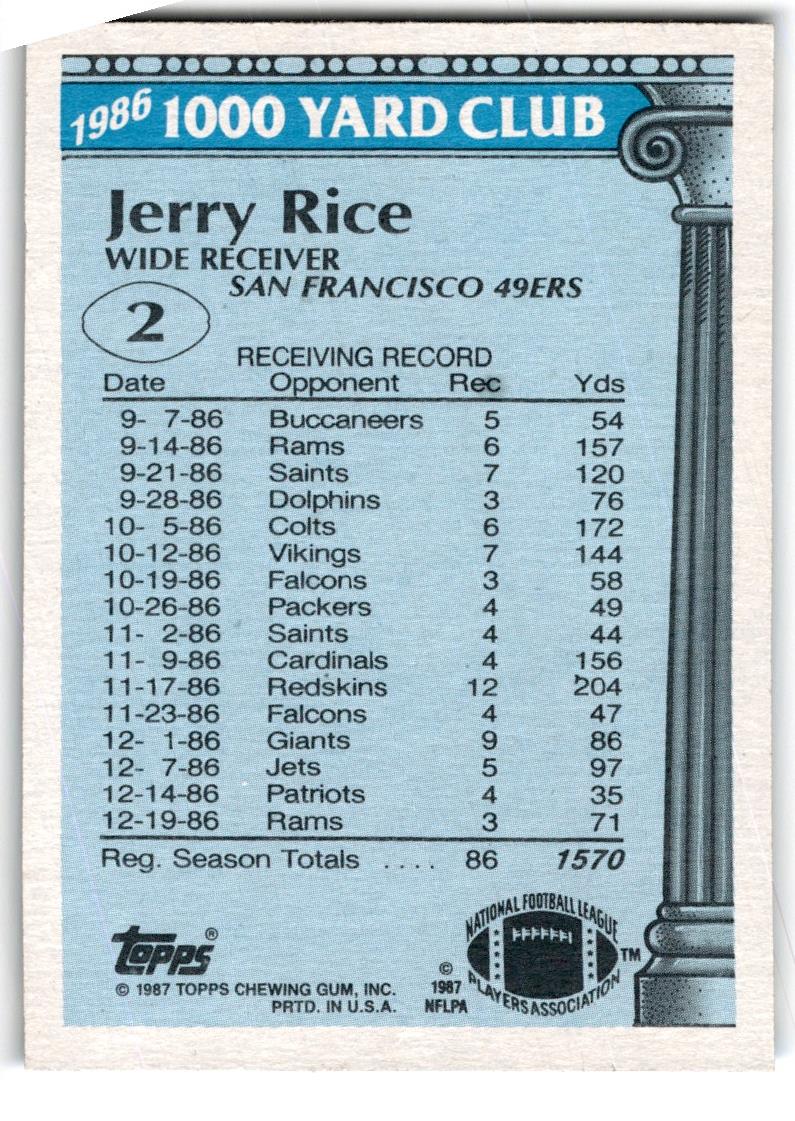 1986 1000 YARD CLUB
Jerry Rice
WIDE RECEIVER
SAN FRANCISCO 49ERS
2
RECEIVING RECORD
Date Opponent Rec Yds
9- 7-86 Buccaneers 5 54
9-14-86 Rams 6 157
9-21-86 Saints 7 120
9-28-86 Dolphins 3 76
10- 5-86 Colts 6 172
10-12-86 Vikings 7 144
10-19-86 Falcons 3 58
10-26-86 Packers 4 49
11- 2-86 Saints 4 44
11- 9-86 Cardinals 4 156
11-17-86 Redskins 12 204
11-23-86 Falcons 4 47
12- 1-86 Giants 9 86
12- 7-86 Jets 5 97
12-14-86 Patriots 4 35
12-19-86 Rams 3 71
Reg. Season Totals .... 86 1570
topps®
© 1987 TOPPS CHEWING GUM, INC.
PRTD. IN U.S.A.
© 1987 NFLPA
NATIONAL FOOTBALL LEAGUE
PLAYERS ASSOCIATION TM